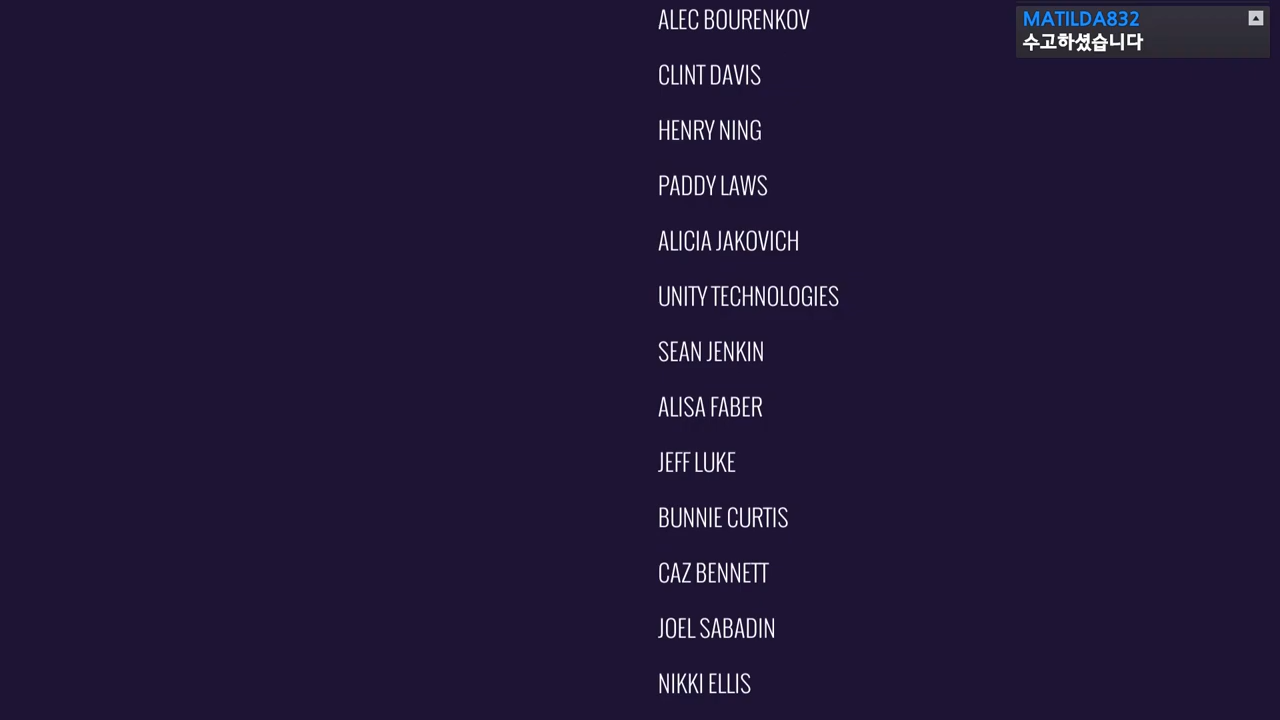 ALEC BOURENKOV
MATILDA832
수고하셨습니다
CLINT DAVIS
HENRY NING
PADDY LAWS
ALICIA JAKOVICH
UNITY TECHNOLOGIES
SEAN JENKIN
ALISA FABER
JEFF LUKE
BUNNIE CURTIS
CAZ BENNETT
JOEL SABADIN
NIKKI ELLIS